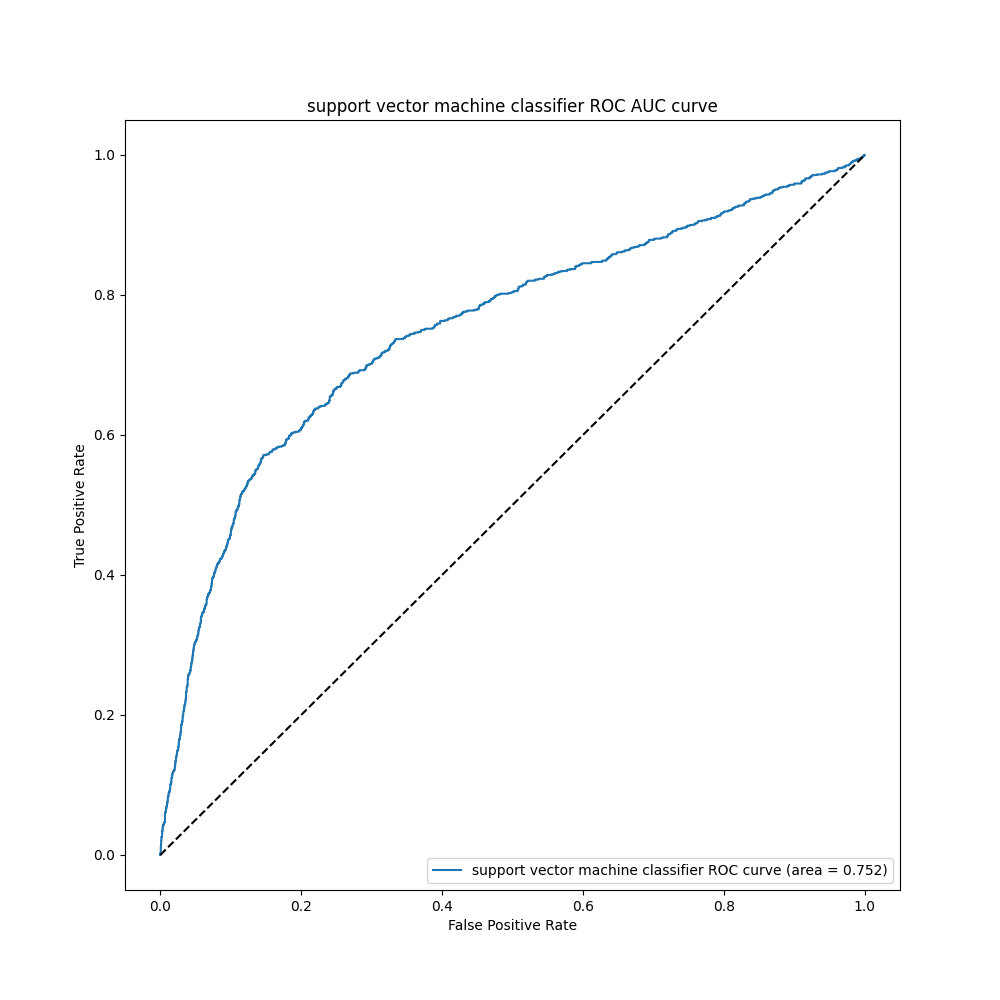 support vector machine classifier ROC AUC curve
True Positive Rate
1.0
0.8
0.6
0.4
0.2
0.0
support vector machine classifier ROC curve (area = 0.752)
0.0 0.2 0.4 0.6 0.8 1.0
False Positive Rate